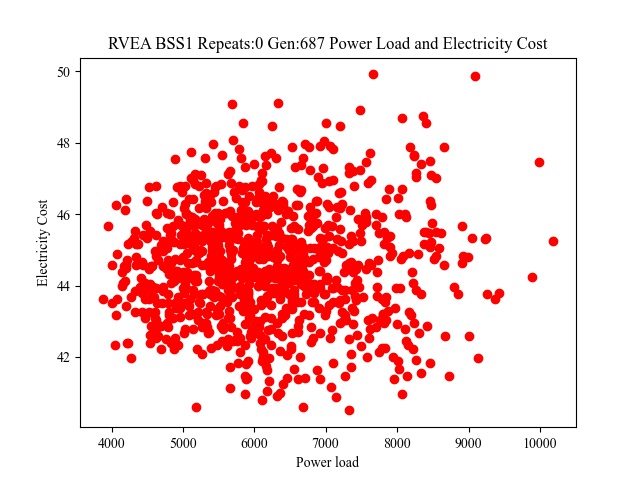 RVEA BSS1 Repeats:0 Gen:687 Power Load and Electricity Cost
50
48
46
44
42
Electricity Cost
4000 5000 6000 7000 8000 9000 10000
Power load